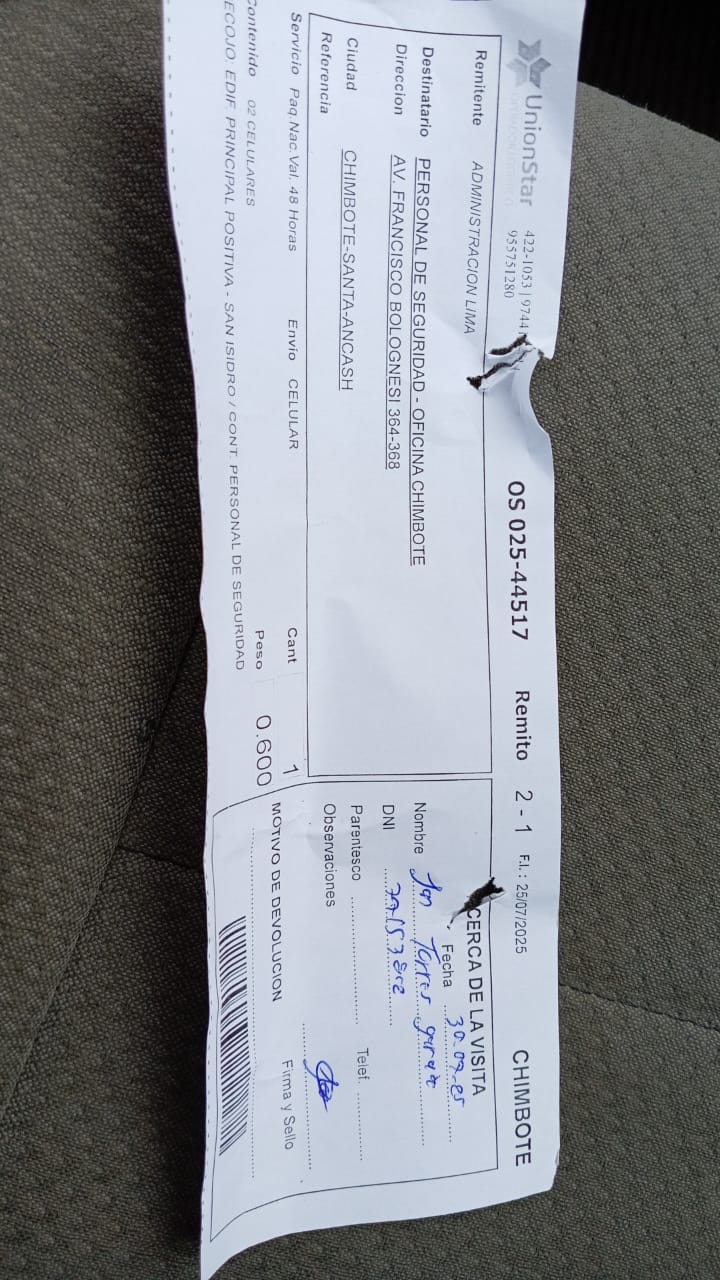 UnionStar
422-1053 | 97441
955751280
OS 025-44517 Remito 2 - 1 F.I.: 25/07/2025 CHIMBOTE
Remitente ADMINISTRACION LIMA
Destinatario PERSONAL DE SEGURIDAD - OFICINA CHIMBOTE
Direccion AV. FRANCISCO BOLOGNESI 364-368
Ciudad CHIMBOTE-SANTA-ANCASH
Referencia
Servicio Paq.Nac.Val. 48 Horas Envio CELULAR Cant 1
Contenido 02 CELULARES Peso 0.600
ECOJO. EDIF. PRINCIPAL POSITIVA - SAN ISIDRO / CONT. PERSONAL DE SEGURIDAD
CERCA DE LA VISITA
Fecha
Nombre Torres
DNI
Parentesco Telef.
Observaciones
Firma y Sello
MOTIVO DE DEVOLUCION